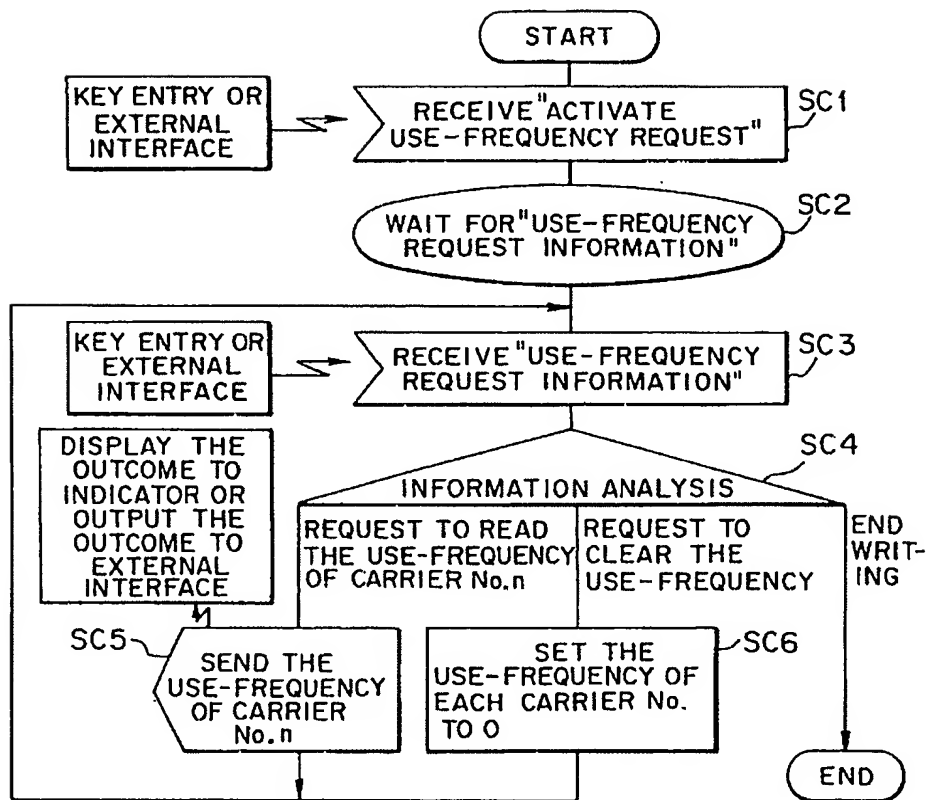 START
KEY ENTRY OR
EXTERNAL
INTERFACE
RECEIVE "ACTIVATE
USE-FREQUENCY REQUEST"
SC1
WAIT FOR "USE-FREQUENCY
REQUEST INFORMATION"
SC2
KEY ENTRY OR
EXTERNAL
INTERFACE
RECEIVE "USE-FREQUENCY
REQUEST INFORMATION"
SC3
DISPLAY THE
OUTCOME TO
INDICATOR OR
OUTPUT THE
OUTCOME TO
EXTERNAL
INTERFACE
INFORMATION ANALYSIS
SC4
REQUEST TO READ
THE USE-FREQUENCY
OF CARRIER No.n
REQUEST TO
CLEAR THE
USE-FREQUENCY
END
WRIT-
ING
SC5
SEND THE
USE-FREQUENCY
OF CARRIER
No.n
SET THE
USE-FREQUENCY OF
EACH CARRIER No.
TO 0
SC6
END